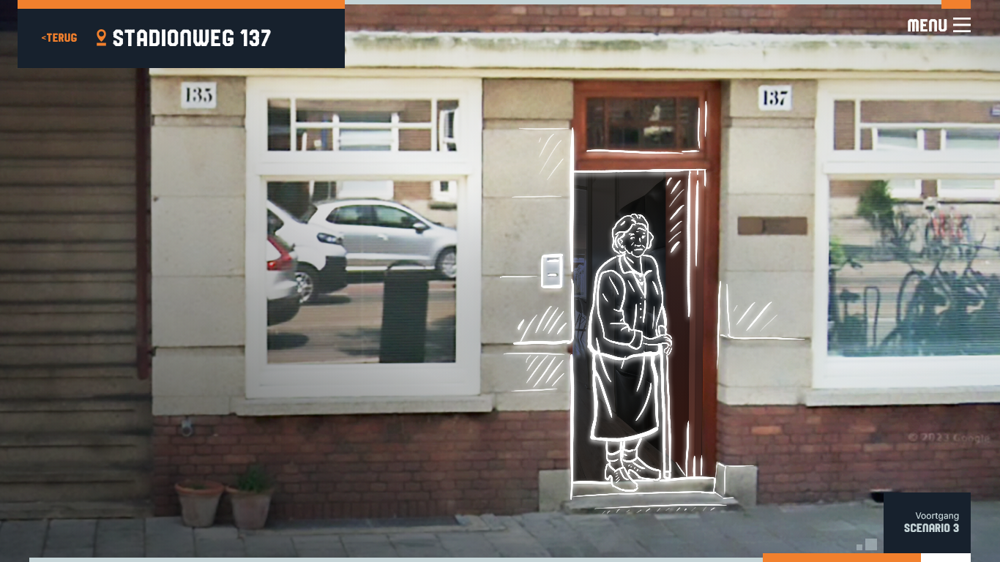 <TERUG
STADIONWEG 137
MENU
135
137
© 2023 Google
Voortgang
SCENARIO 3